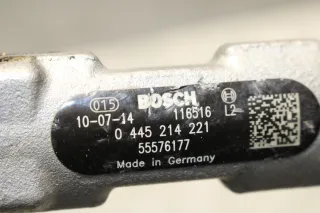 015 BOSCH
10-07-14 116516 L2
0 445 214 221
55576177
Made in Germany